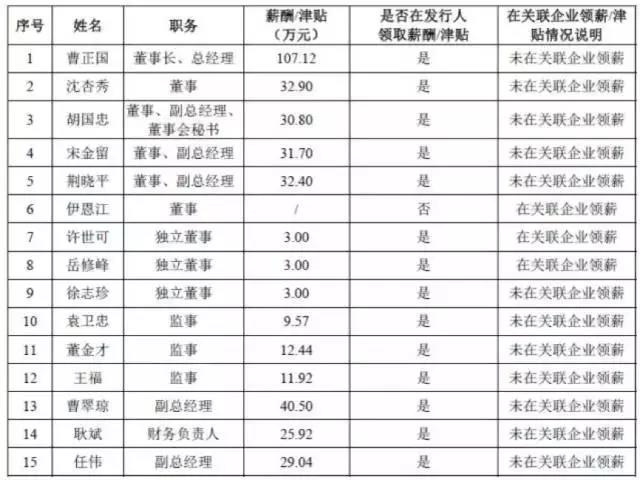 序号 姓名 职务 薪酬/津贴（万元） 是否在发行人领取薪酬/津贴 在关联企业领薪/津贴情况说明
1 曹正国 董事长、总经理 107.12 是 未在关联企业领薪
2 沈杏秀 董事 32.90 是 未在关联企业领薪
3 胡国忠 董事、副总经理、董事会秘书 30.80 是 未在关联企业领薪
4 宋金留 董事、副总经理 31.70 是 未在关联企业领薪
5 荆晓平 董事、副总经理 32.40 是 未在关联企业领薪
6 伊恩江 董事 / 否 在关联企业领薪
7 许世可 独立董事 3.00 是 在关联企业领薪
8 岳修峰 独立董事 3.00 是 在关联企业领薪
9 徐志珍 独立董事 3.00 是 未在关联企业领薪
10 袁卫忠 监事 9.57 是 未在关联企业领薪
11 董金才 监事 12.44 是 未在关联企业领薪
12 王福 监事 11.92 是 未在关联企业领薪
13 曹翠琼 副总经理 40.50 是 未在关联企业领薪
14 耿斌 财务负责人 25.92 是 未在关联企业领薪
15 任伟 副总经理 29.04 是 未在关联企业领薪